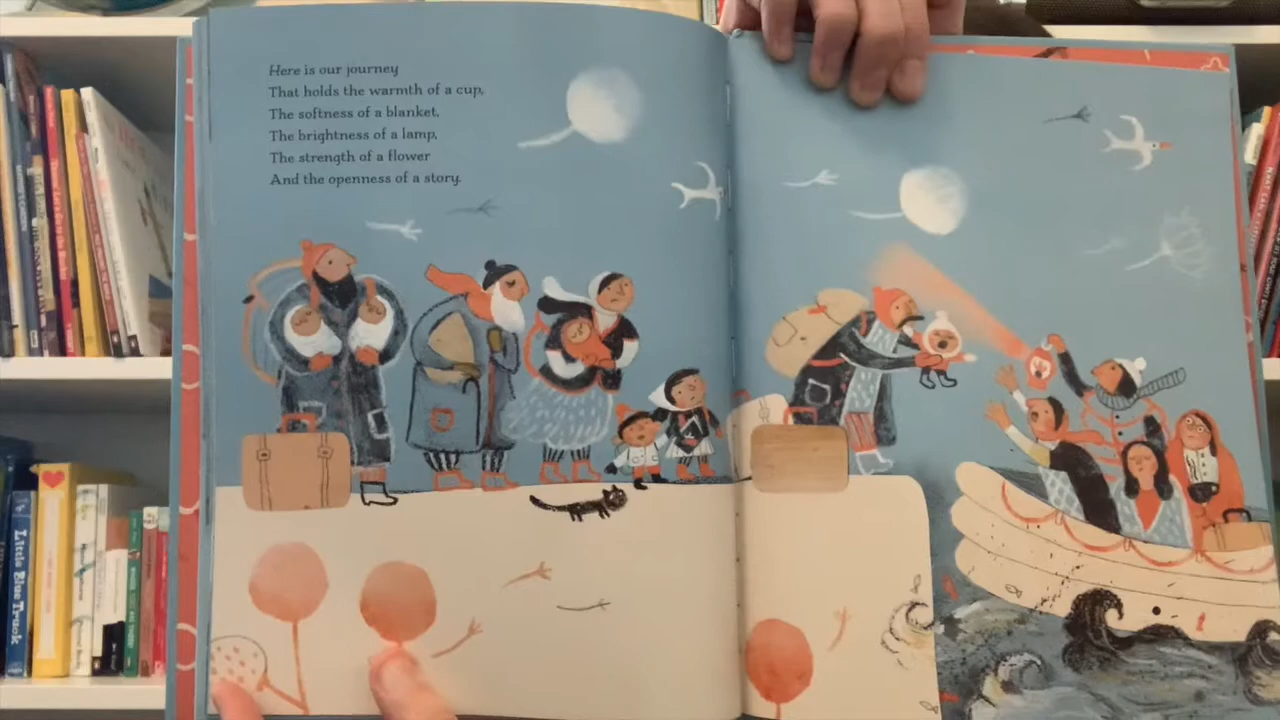 Here is our journey
That holds the warmth of a cup,
The softness of a blanket,
The brightness of a lamp,
The strength of a flower
And the openness of a story.
Little Blue Truck